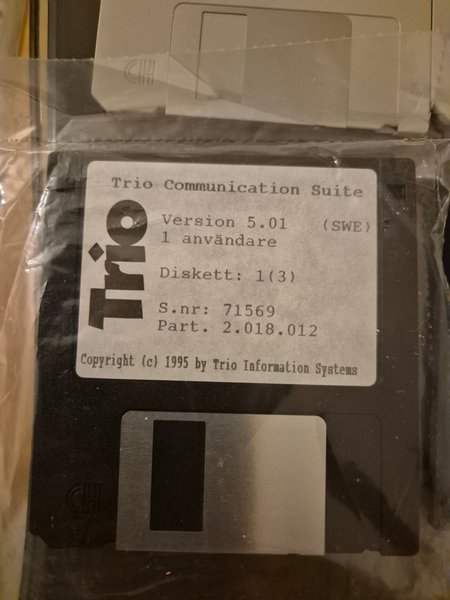 Trio Communication Suite
Trio
Version 5.01 (SWE)
1 användare
Diskett: 1(3)
S.nr: 71569
Part. 2.018.012
Copyright (c) 1995 by Trio Information Systems